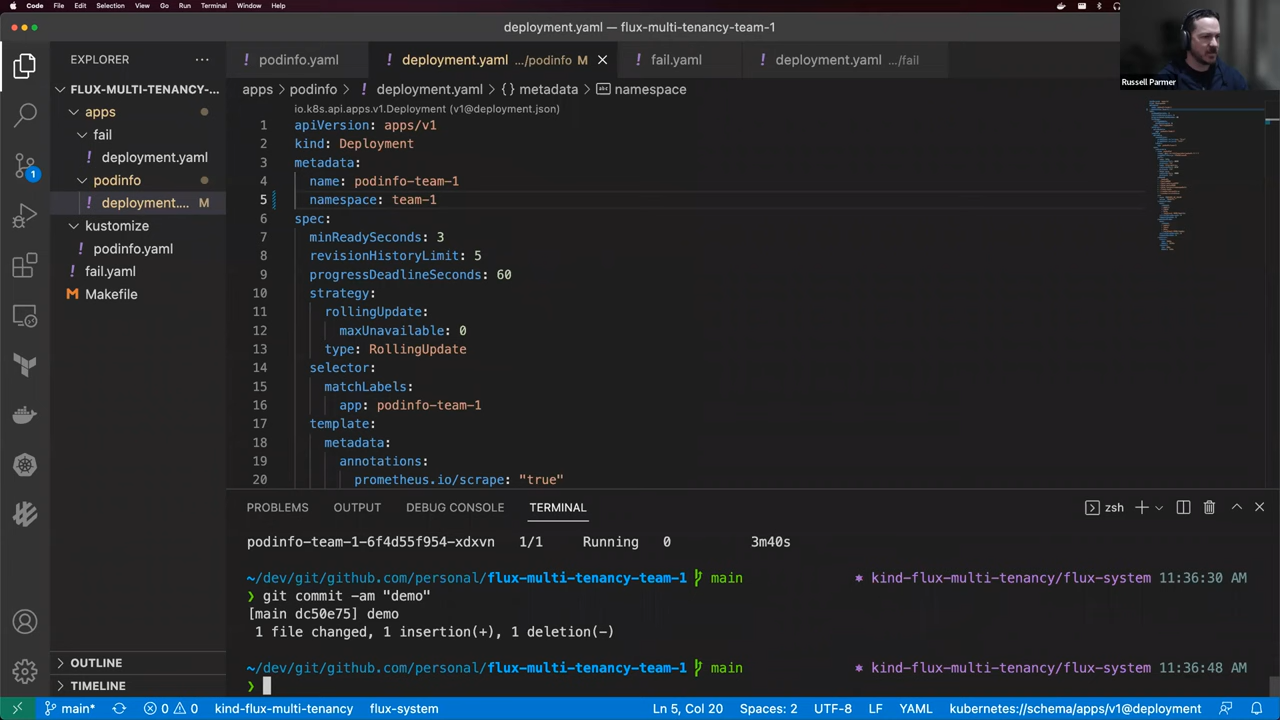 Code File Edit Selection View Go Run Terminal Window Help
deployment.yaml — flux-multi-tenancy-team-1
Russell Parmer
EXPLORER
FLUX-MULTI-TENANCY-...
apps
fail
deployment.yaml
podinfo
deployment.... M
kustomize
podinfo.yaml
fail.yaml
Makefile
OUTLINE
TIMELINE
1
podinfo.yaml
deployment.yaml .../podinfo M
fail.yaml
deployment.yaml .../fail
apps > podinfo > deployment.yaml > {} metadata > namespace
io.k8s.api.apps.v1.Deployment (v1@deployment.json)
1 apiVersion: apps/v1
2 kind: Deployment
3 metadata:
4 name: podinfo-team-1
5 namespace: team-1
6 spec:
7 minReadySeconds: 3
8 revisionHistoryLimit: 5
9 progressDeadlineSeconds: 60
10 strategy:
11 rollingUpdate:
12 maxUnavailable: 0
13 type: RollingUpdate
14 selector:
15 matchLabels:
16 app: podinfo-team-1
17 template:
18 metadata:
19 annotations:
20 prometheus.io/scrape: "true"
PROBLEMS OUTPUT DEBUG CONSOLE TERMINAL
zsh
podinfo-team-1-6f4d55f954-xdxvn 1/1 Running 0 3m40s
~/dev/git/github.com/personal/flux-multi-tenancy-team-1 main kind-flux-multi-tenancy/flux-system 11:36:30 AM
❯ git commit -am "demo"
[main dc50e75] demo
1 file changed, 1 insertion(+), 1 deletion(-)
~/dev/git/github.com/personal/flux-multi-tenancy-team-1 main kind-flux-multi-tenancy/flux-system 11:36:48 AM
❯
main* 0 0 kind-flux-multi-tenancy flux-system Ln 5, Col 20 Spaces: 2 UTF-8 LF YAML kubernetes://schema/apps/v1@deployment